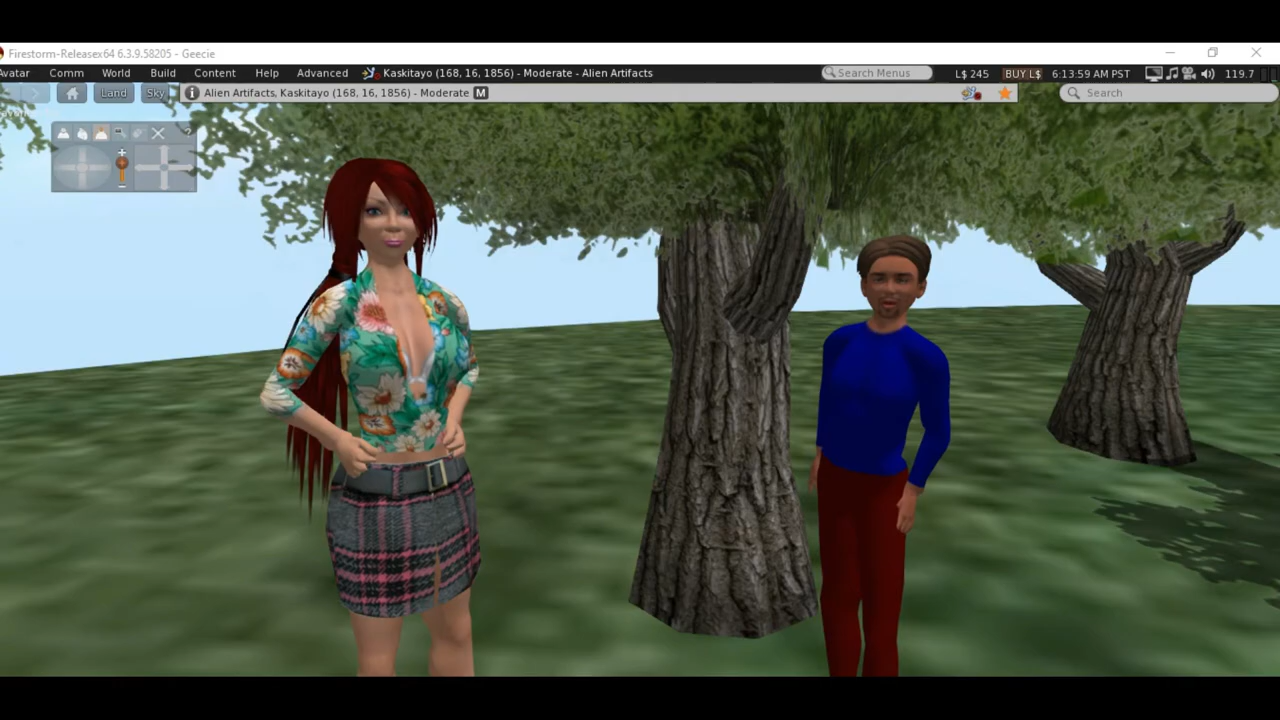 Firestorm-Releasex64 6.3.9.58205 - Geecie
Avatar Comm World Build Content Help Advanced Kaskitayo (168, 16, 1856) - Moderate - Alien Artifacts Search Menus L$ 245 BUY L$ 6:13:59 AM PST 119.7
Land Sky Alien Artifacts, Kaskitayo (168, 16, 1856) - Moderate M Search
?